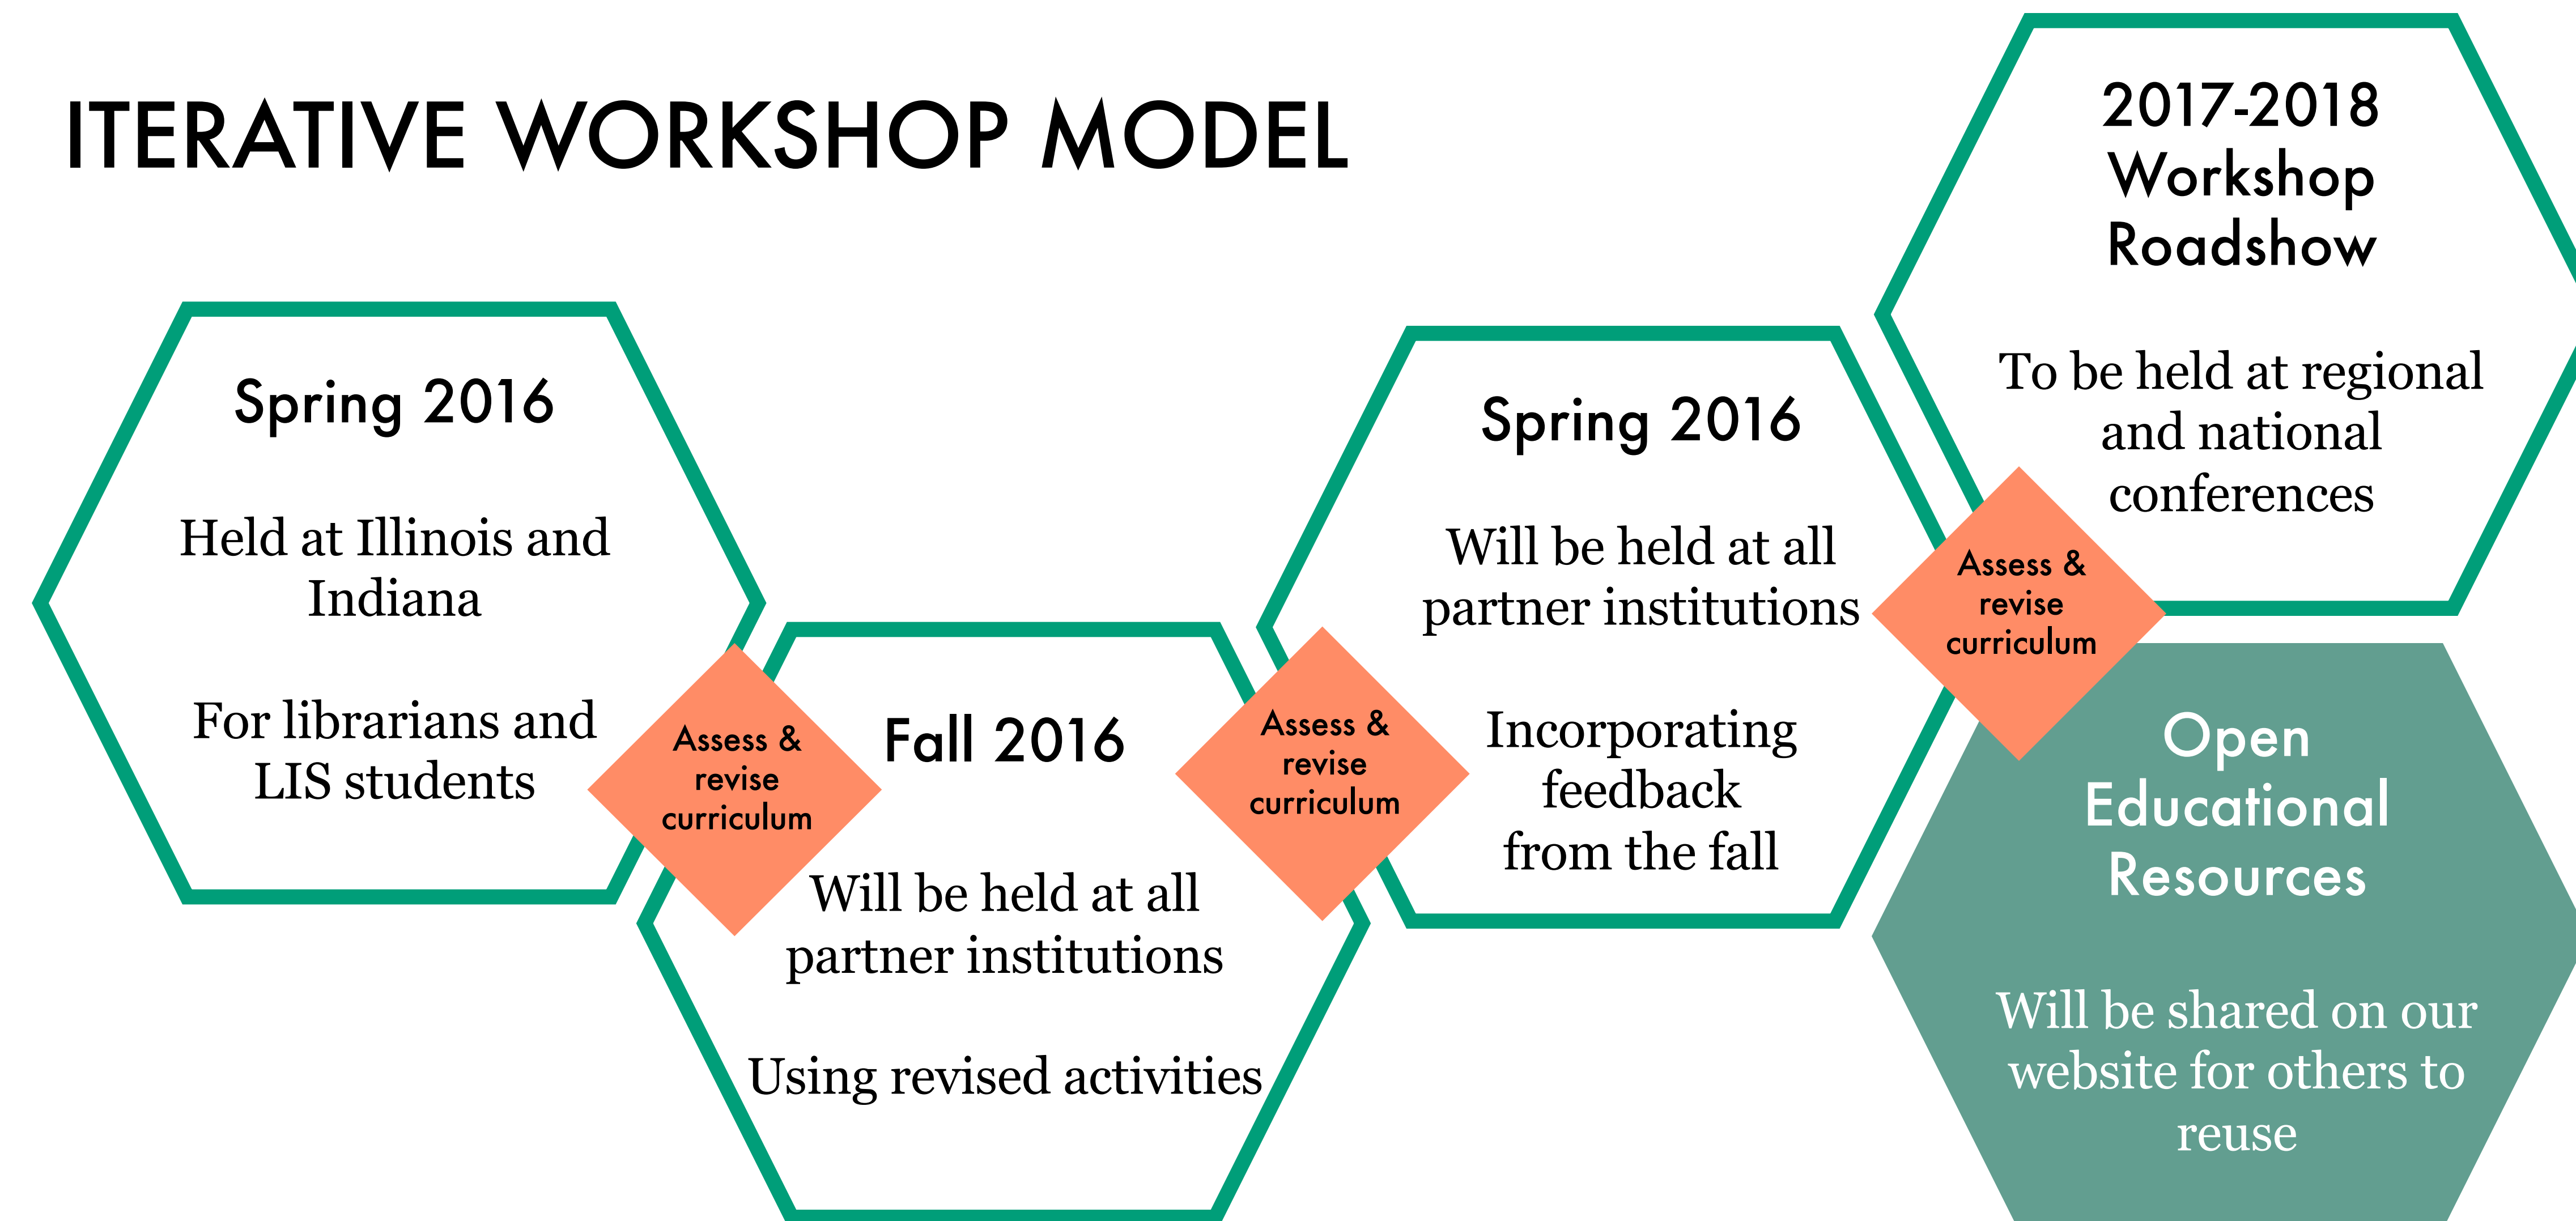 ITERATIVE WORKSHOP MODEL
Spring 2016
Held at Illinois and
Indiana
For librarians and
LIS students
Assess &
revise
curriculum
Fall 2016
Will be held at all
partner institutions
Using revised activities
Assess &
revise
curriculum
Spring 2016
Will be held at all
partner institutions
Incorporating
feedback
from the fall
Assess &
revise
curriculum
2017-2018
Workshop
Roadshow
To be held at regional
and national
conferences
Open
Educational
Resources
Will be shared on our
website for others to
reuse